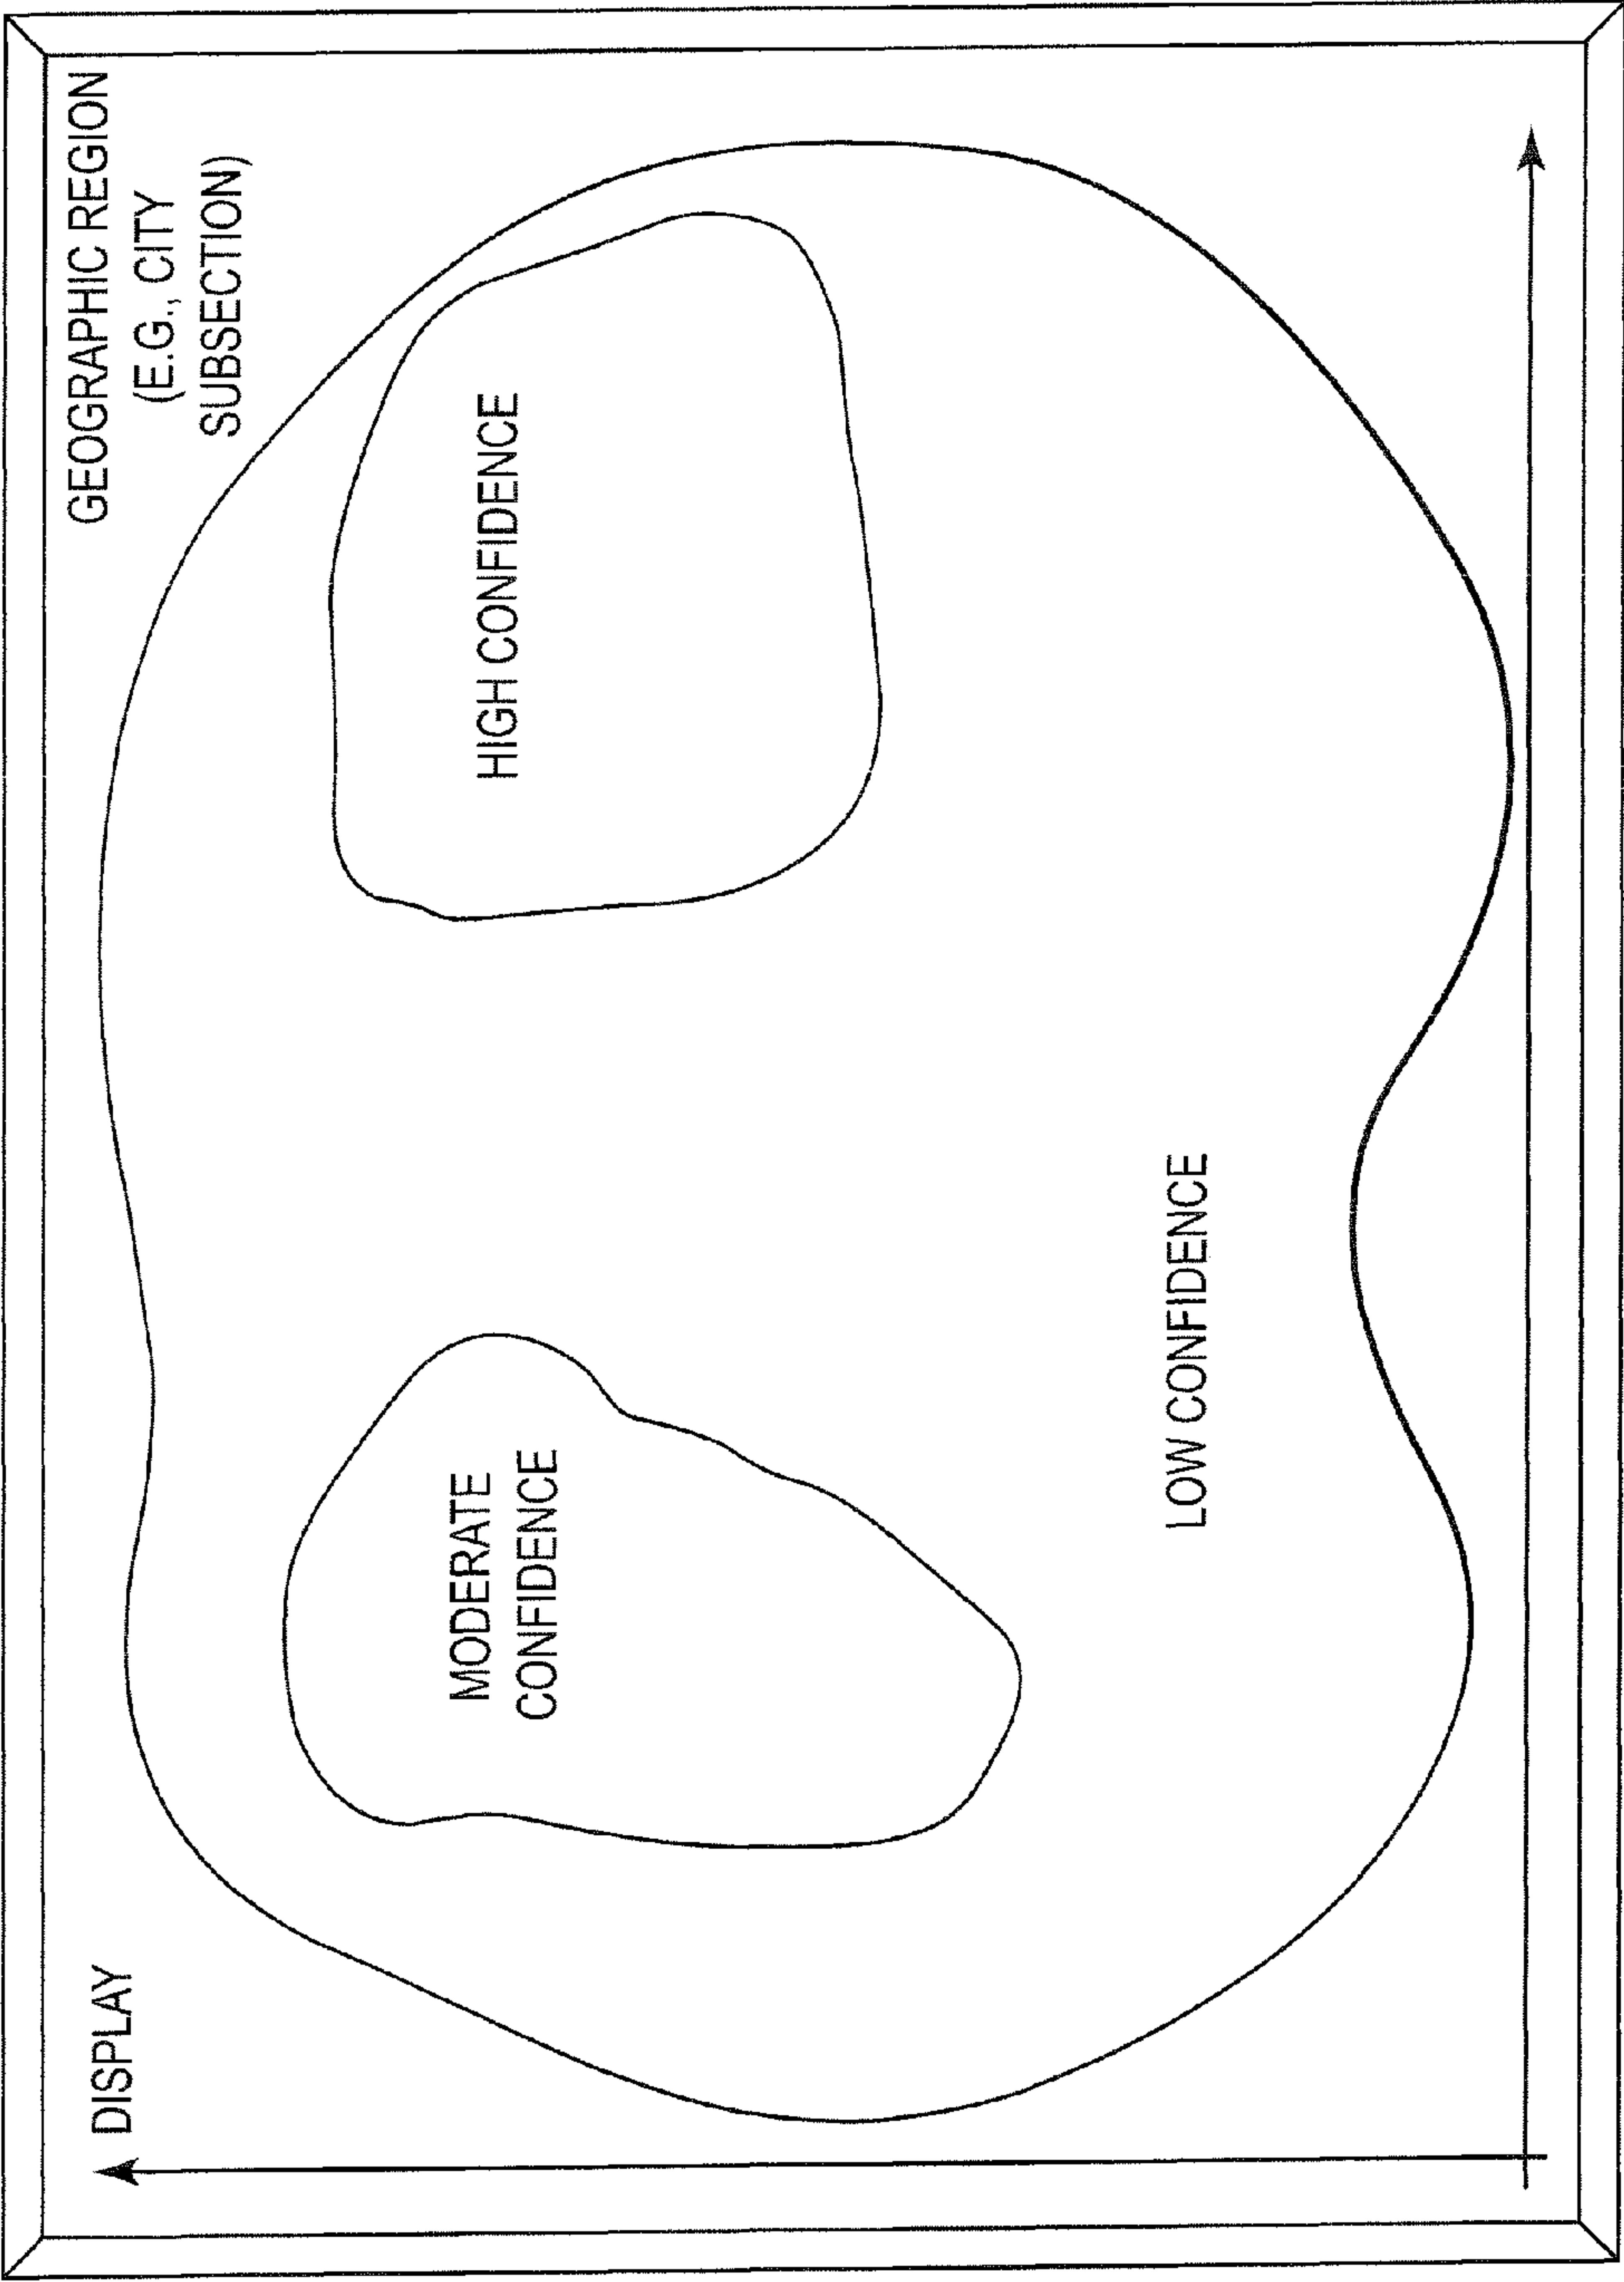 DISPLAY
GEOGRAPHIC REGION
(E.G., CITY
SUBSECTION)
MODERATE
CONFIDENCE
HIGH CONFIDENCE
LOW CONFIDENCE